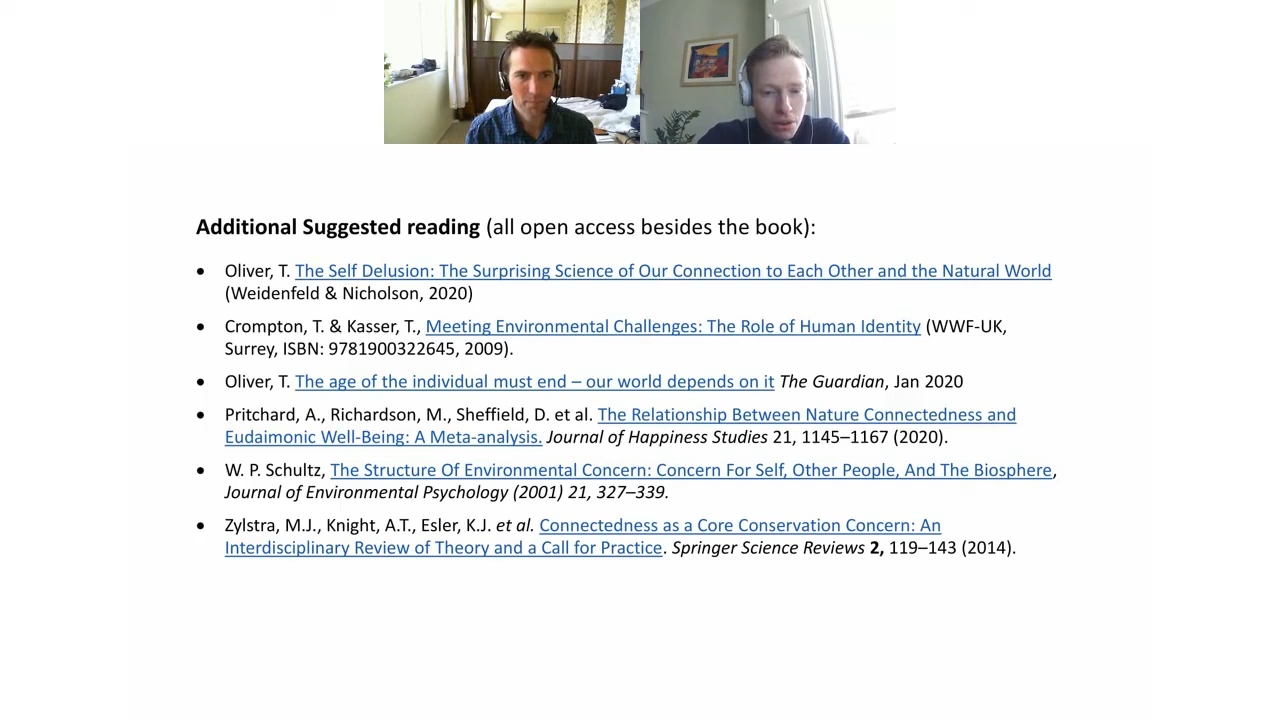 Additional Suggested reading (all open access besides the book):
• Oliver, T. The Self Delusion: The Surprising Science of Our Connection to Each Other and the Natural World
(Weidenfeld & Nicholson, 2020)
• Crompton, T. & Kasser, T., Meeting Environmental Challenges: The Role of Human Identity (WWF-UK,
Surrey, ISBN: 9781900322645, 2009).
• Oliver, T. The age of the individual must end – our world depends on it The Guardian, Jan 2020
• Pritchard, A., Richardson, M., Sheffield, D. et al. The Relationship Between Nature Connectedness and
Eudaimonic Well-Being: A Meta-analysis. Journal of Happiness Studies 21, 1145–1167 (2020).
• W. P. Schultz, The Structure Of Environmental Concern: Concern For Self, Other People, And The Biosphere,
Journal of Environmental Psychology (2001) 21, 327–339.
• Zylstra, M.J., Knight, A.T., Esler, K.J. et al. Connectedness as a Core Conservation Concern: An
Interdisciplinary Review of Theory and a Call for Practice. Springer Science Reviews 2, 119–143 (2014).